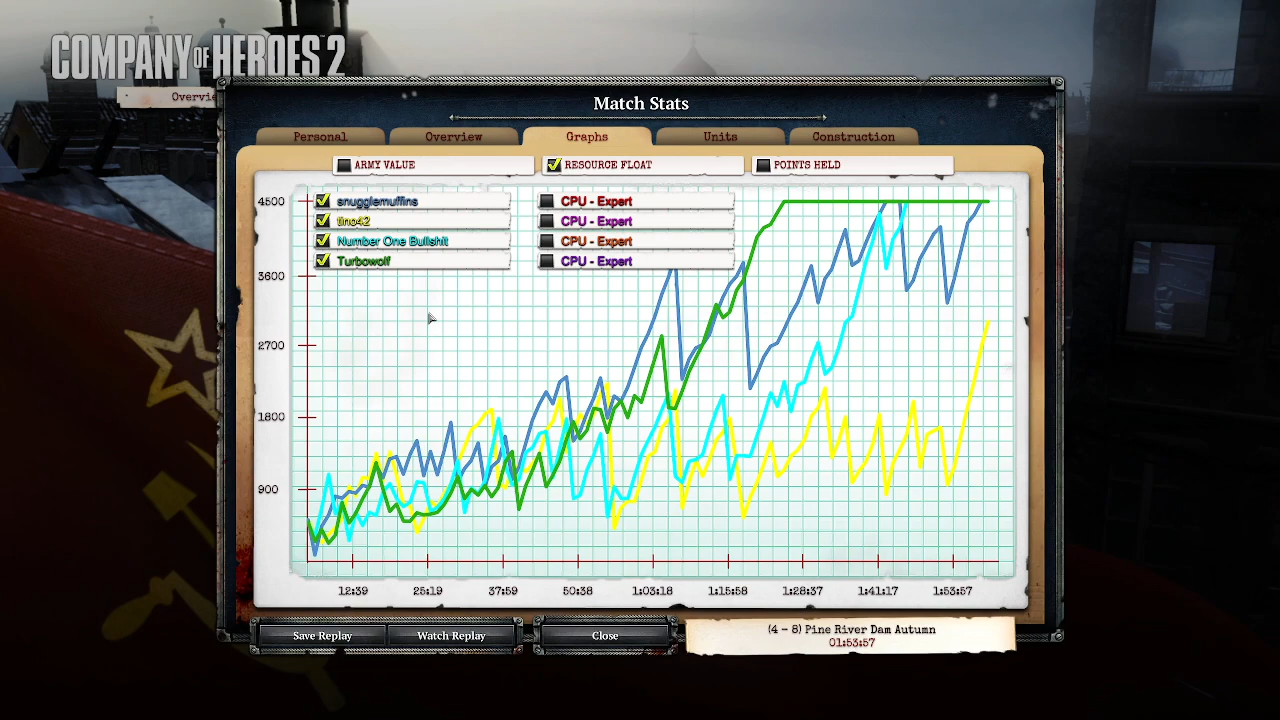 COMPANY OF HEROES 2
Overvie
Match Stats
Personal Overview Graphs Units Construction
ARMY VALUE RESOURCE FLOAT POINTS HELD
4500
snugglemuffins CPU - Expert
tino42 CPU - Expert
Number One Bullshit CPU - Expert
Turbowolf CPU - Expert
3600
2700
1800
900
12:39 25:19 37:59 50:38 1:03:18 1:15:58 1:28:37 1:41:17 1:53:57
Save Replay Watch Replay Close
(4 - 8) Pine River Dam Autumn
01:53:57